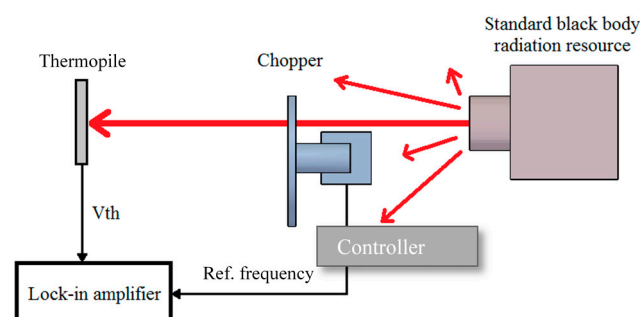 Standard black body
radiation resource
Thermopile
Chopper
Vth
Controller
Ref. frequency
Lock-in amplifier